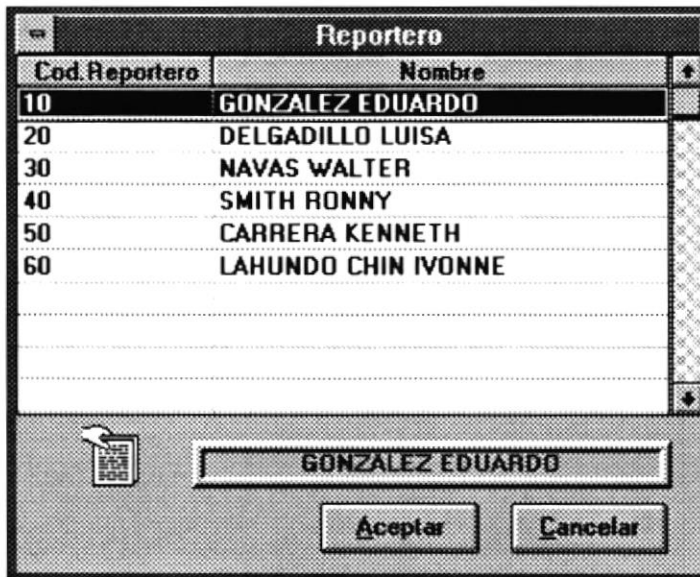 Reportero
Cod.Reportero Nombre
10 GONZALEZ EDUARDO
20 DELGADILLO LUISA
30 NAVAS WALTER
40 SMITH RONNY
50 CARRERA KENNETH
60 LAHUNDO CHIN IVONNE
GONZALEZ EDUARDO
Aceptar Cancelar